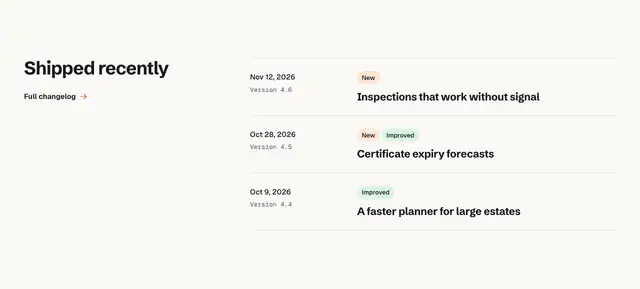 Shipped recently
Full changelog →
Nov 12, 2026
Version 4.6
New
Inspections that work without signal
Oct 28, 2026
Version 4.5
New Improved
Certificate expiry forecasts
Oct 9, 2026
Version 4.4
Improved
A faster planner for large estates